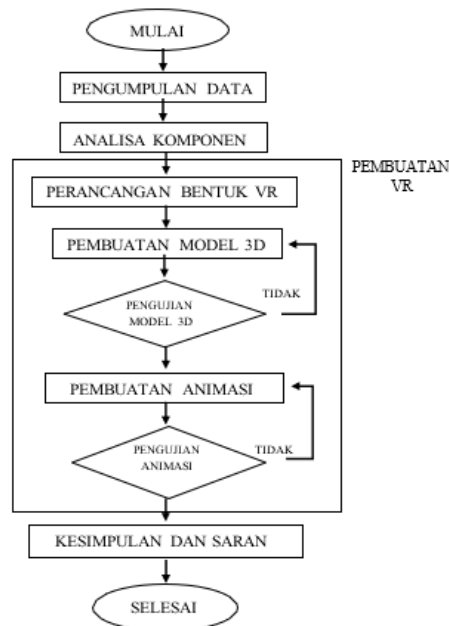 MULAI
PENGUMPULAN DATA
ANALISA KOMPONEN
PEMBUATAN
VR
PERANCANGAN BENTUK VR
PEMBUATAN MODEL 3D
TIDAK
PENGUJIAN
MODEL 3D
PEMBUATAN ANIMASI
TIDAK
PENGUJIAN
ANIMASI
KESIMPULAN DAN SARAN
SELESAI